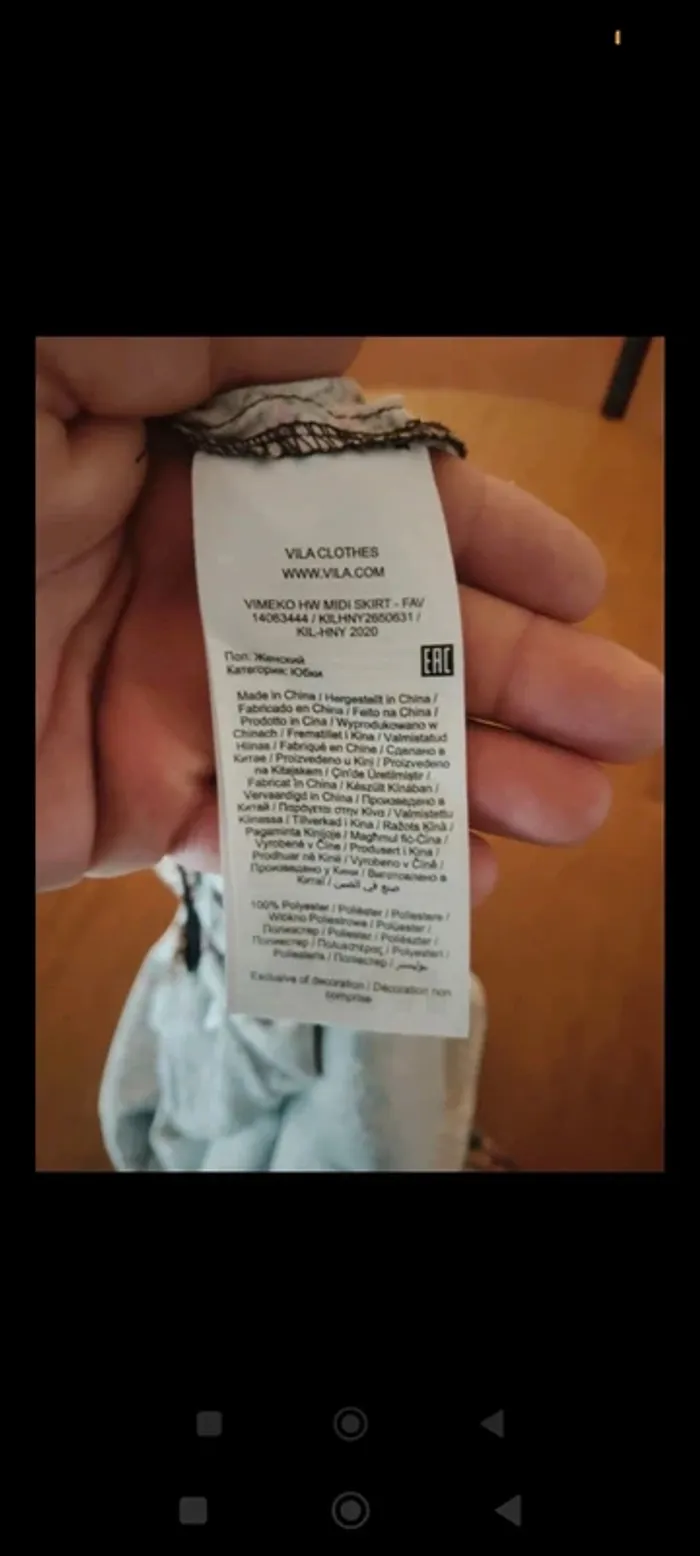 VILA CLOTHES
WWW.VILA.COM
VIMEKO HW MIDI SKIRT - FAV
14063444 / KILHNY2650631 /
KIL-HNY 2020
Пол: Женский
Категория: Юбки
EAC
Made in China / Hergestellt in China /
Fabricado en China / Feito na China /
Prodotto in Cina / Wyprodukowano w
Chinach / Fremstillet i Kina / Valmistatud
Hiinas / Fabriqué en Chine / Сделано в
Китае / Proizvedeno u Kini / Proizvedeno
na Kitajskem / Çin'de Üretilmiştir /
Fabricat în China / Készült Kínában /
Vervaardigd in China / Произведено в
Китай / Παράγεται στην Κίνα / Valmistettu
Kiinassa / Tillverkad i Kina / Ražots Ķīnā /
Pagaminta Kinijoje / Magħmul fiċ-Ċina /
Vyrobené v Číne / Produsert i Kina /
Prodhuar në Kinë / Vyrobeno v Číně /
Произведено у Кини / Виготовлено в
Китаї / صنع في الصين
100% Polyester / Poliéster / Poliestere /
Włókno Poliestrowe / Polüester /
Полиэстер / Poliester / Poliészter /
Полиестер / Πολυεστέρας / Polyesteri /
Poliesteris / Полієстер / بوليستر
Exclusive of decoration / Décoration non
comprise